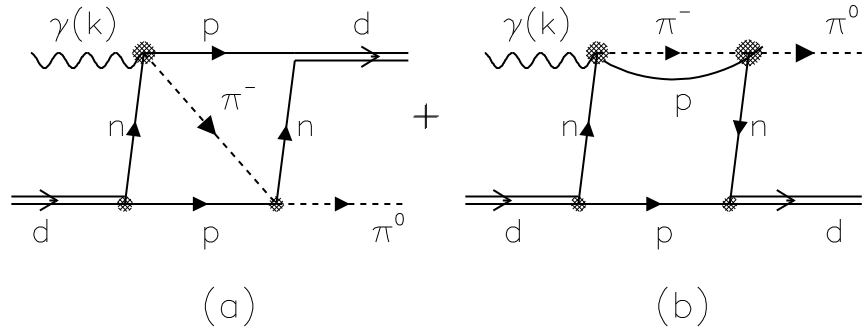 γ(k) p d γ(k) π⁻ π⁰
π⁻ p
n n + n n
d p π⁰ d p d
(a) (b)